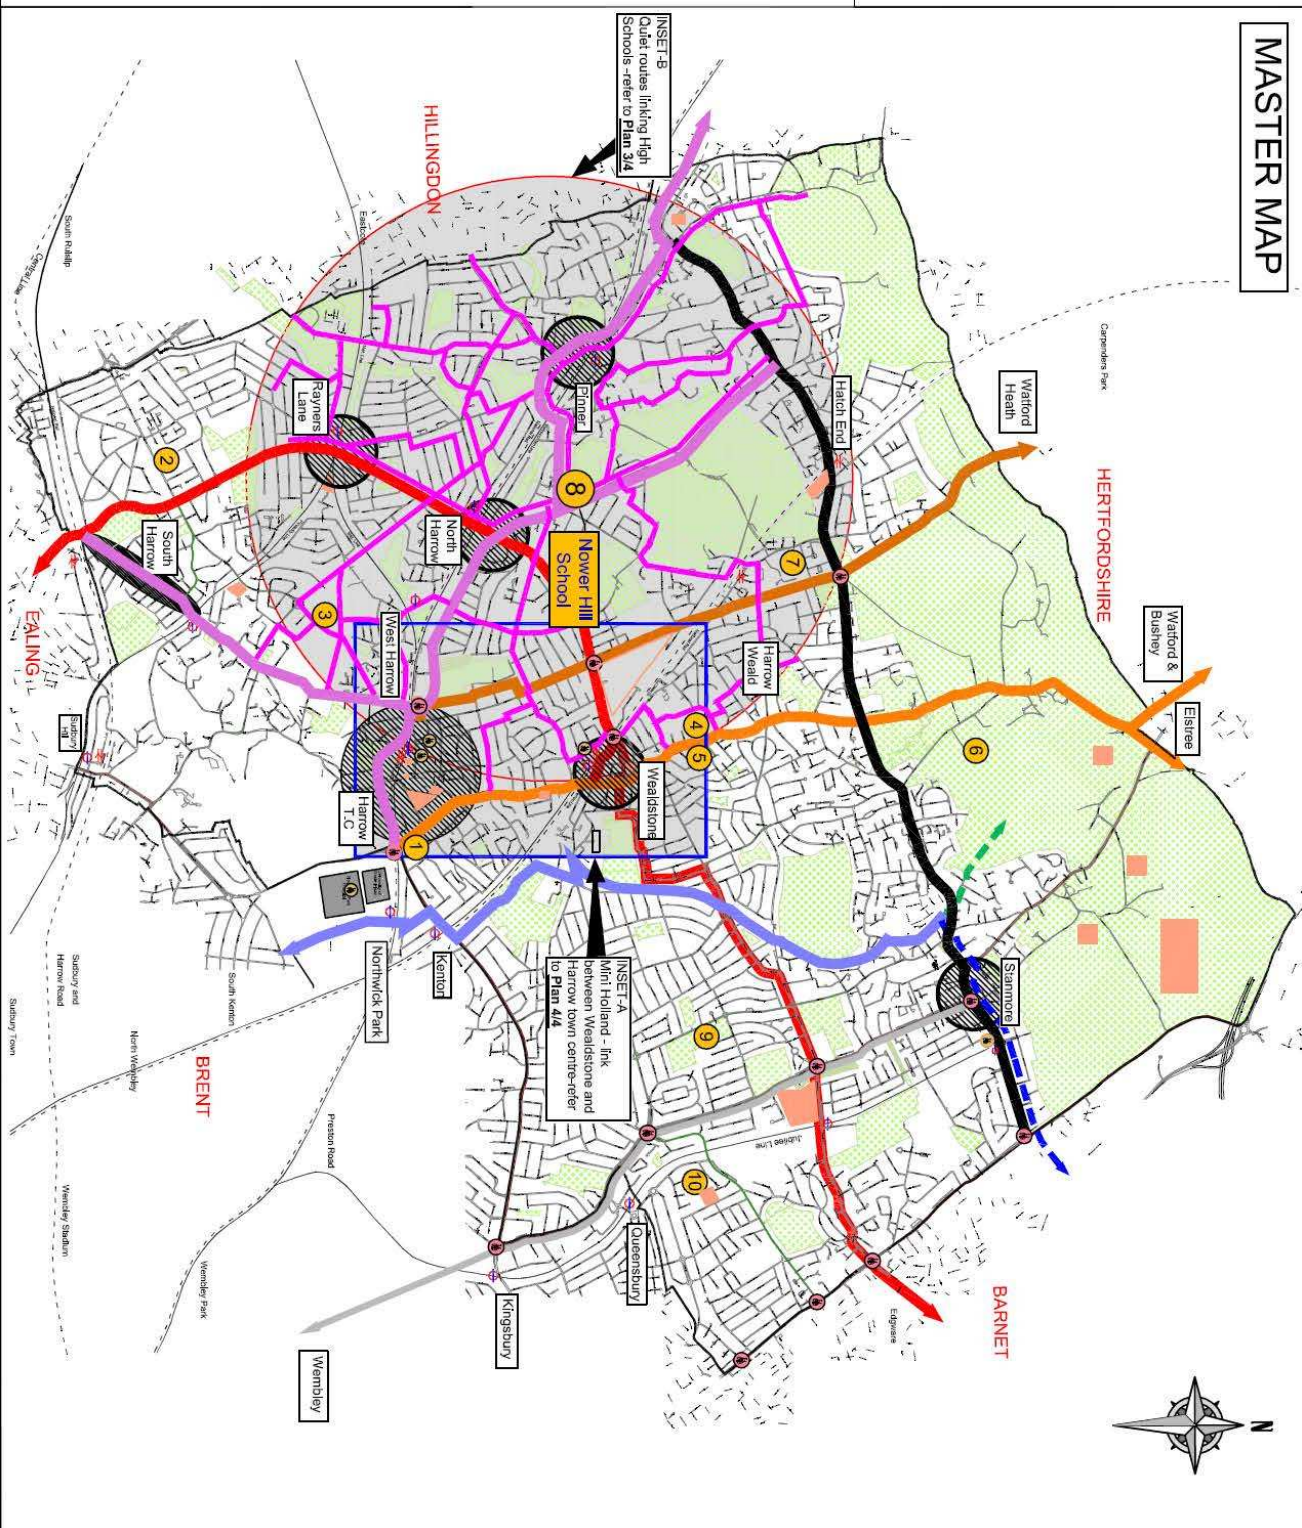 MASTER MAP
N
INSET-B
Quiet routes linking High
Schools -refer to Plan 3/4
HILLINGDON
HERTFORDSHIRE
BARNET
BRENT
EALING
Carpenders Park
Watford
Heath
Watford &
Bushey
Elstree
Hatch End
Pinner
Rayners
Lane
North
Harrow
South
Harrow
West Harrow
Harrow
Weald
Nower Hill
School
Wealdstone
Harrow
T.C
Stanmore
Sudbury
Hill
Kenton
Northwick Park
INSET-A
Mini Holland - link
between Wealdstone and
Harrow town centre-refer
to Plan 4/4
Queensbury
Kingsbury
Wembley
Jubilee Line
Edgware
South Ruislip
Central Line
Sudbury and
Harrow Road
Sudbury Town
South Kenton
North Wembley
Preston Road
Wembley Park
Wembley Stadium
1
2
3
4
5
6
7
8
9
10